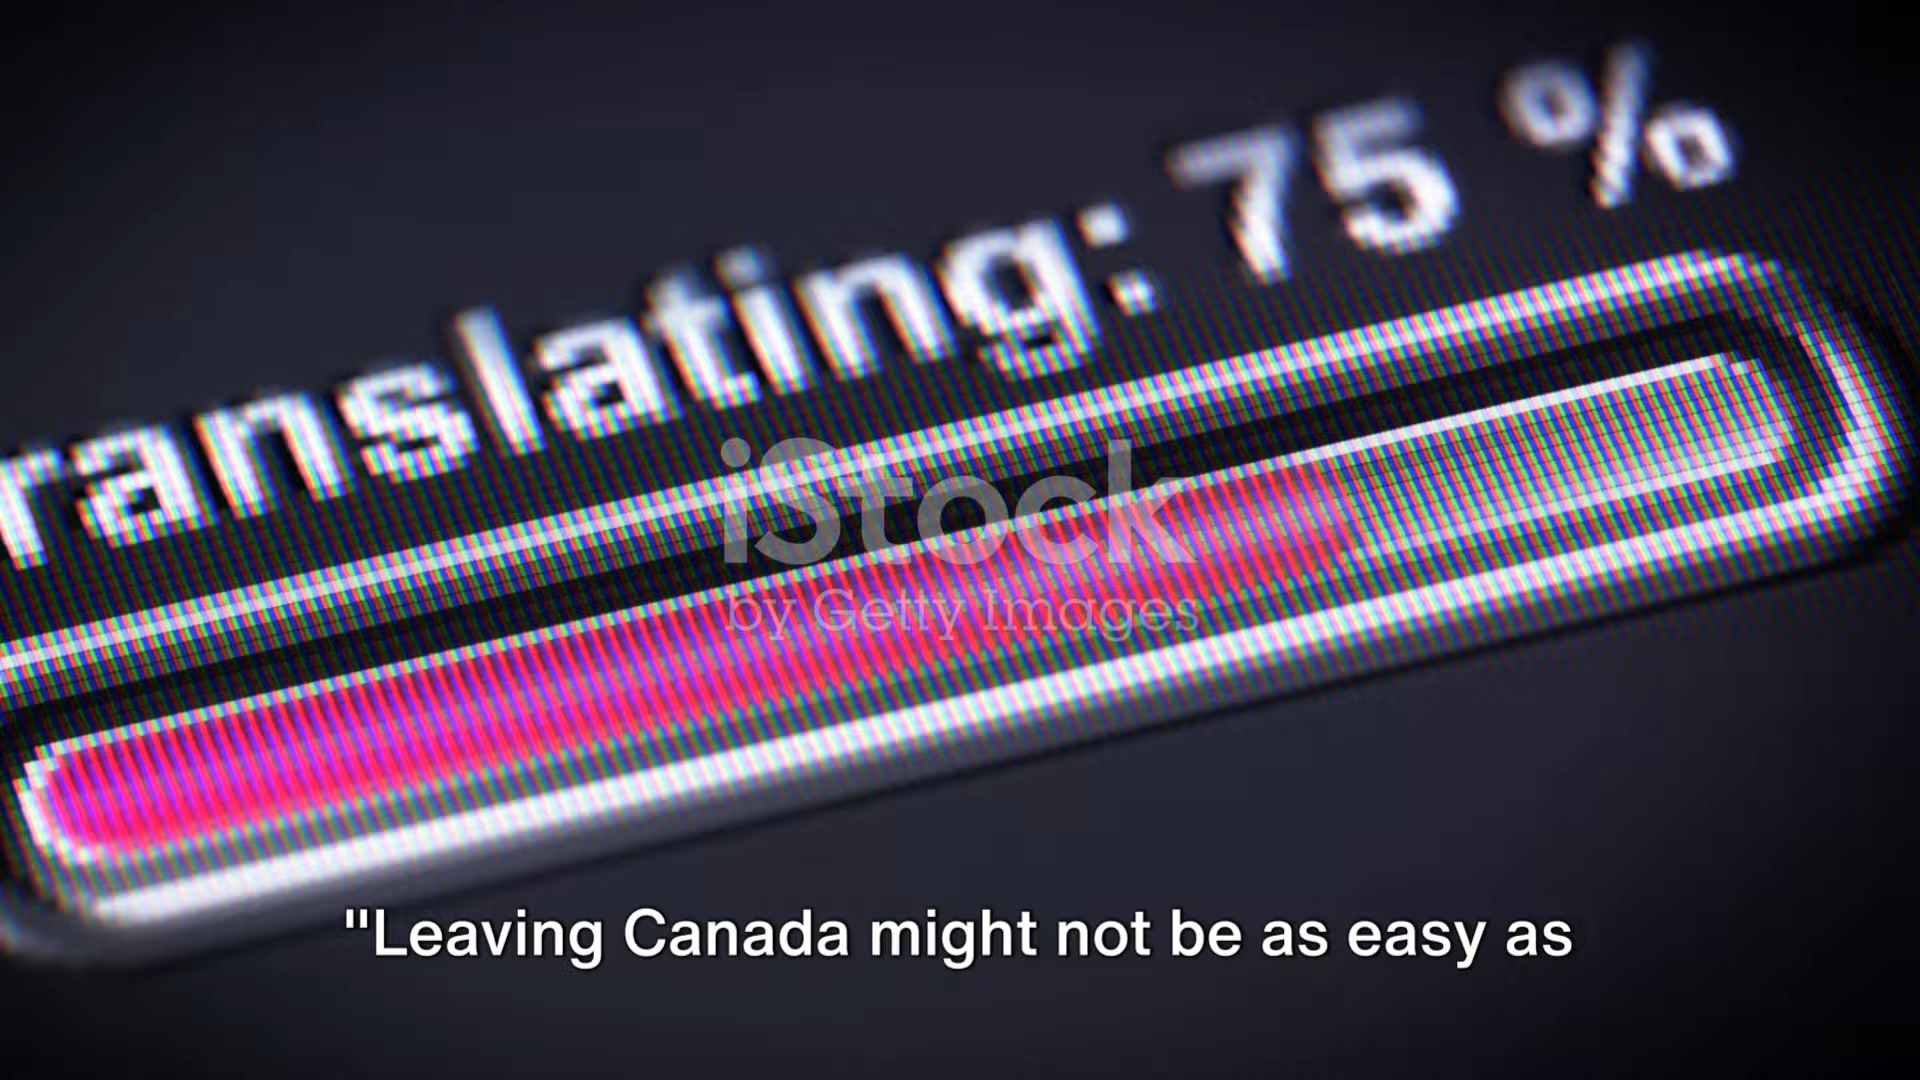 ranslating: 75 %
iStock
by Getty Images
"Leaving Canada might not be as easy as